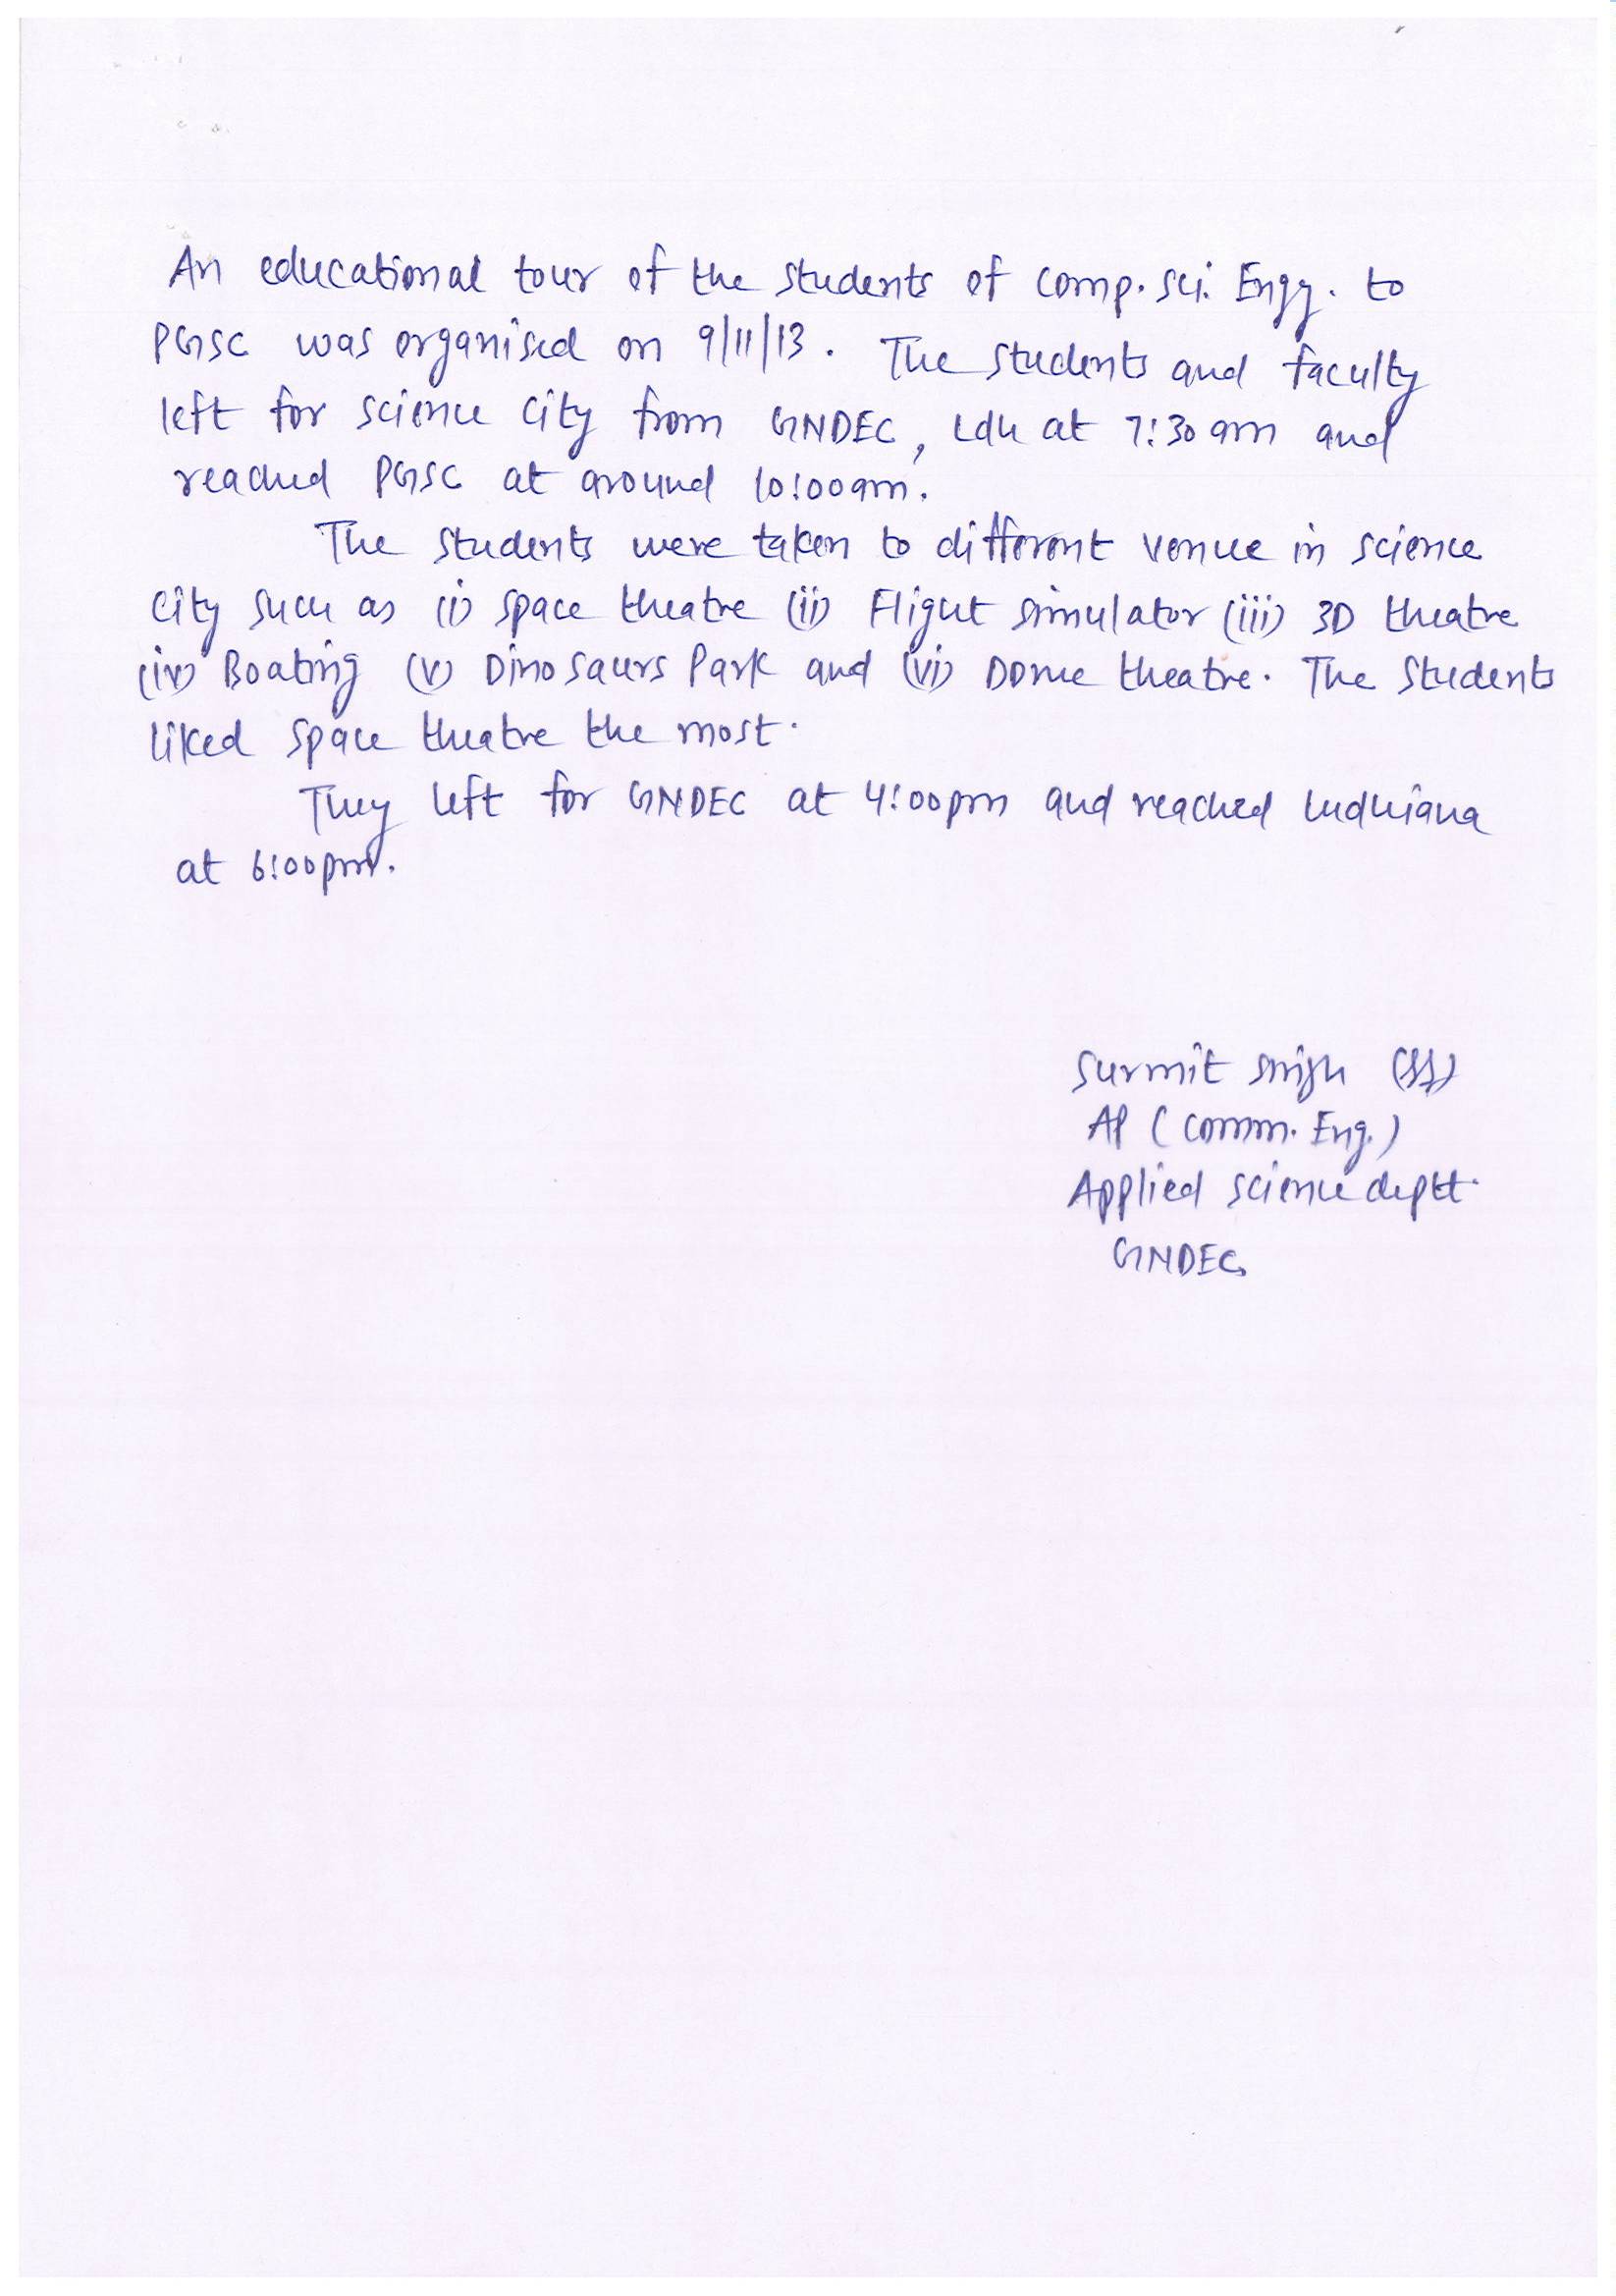 An educational tour of the students of comp. sci. Engg. to
PGSC was organised on 9/11/13. The students and faculty
left for science city from GNDEC, Ldh at 7:30 am and
reached PGSC at around 10:00am.
The students were taken to different venue in science
city such as (i) space theatre (ii) Flight simulator (iii) 3D theatre
(iv) Boating (v) Dinosaurs Park and (vi) Dome theatre. The students
liked space theatre the most.
They left for GNDEC at 4:00pm and reached Ludhiana
at 6:00pm.
Surmit Singh
AP (Comm. Eng.)
Applied science deptt.
GNDEC